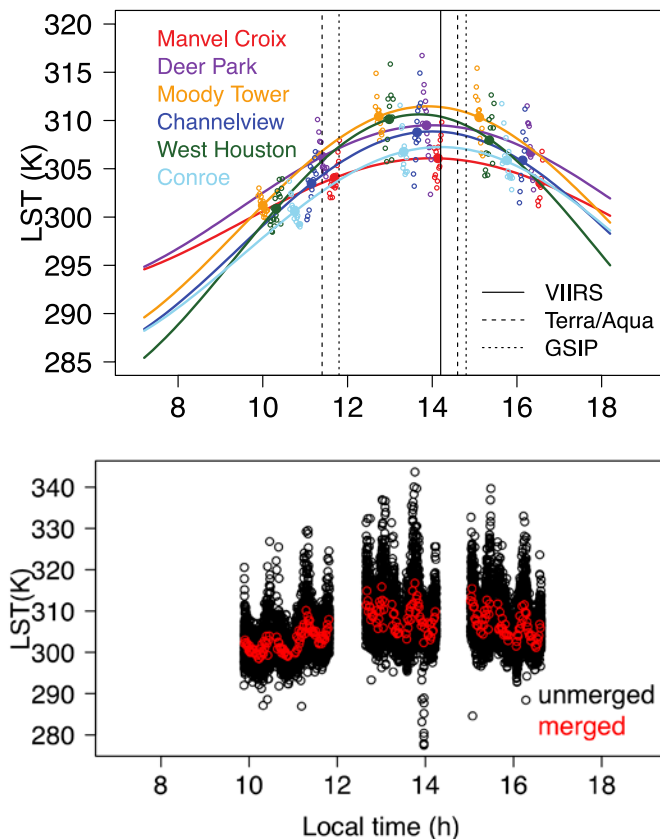 320
315
310
305
300
295
290
285
LST (K)
Manvel Croix
Deer Park
Moody Tower
Channelview
West Houston
Conroe
VIIRS
Terra/Aqua
GSIP
8 10 12 14 16 18
340
330
320
310
300
290
280
LST(K)
unmerged
merged
8 10 12 14 16 18
Local time (h)